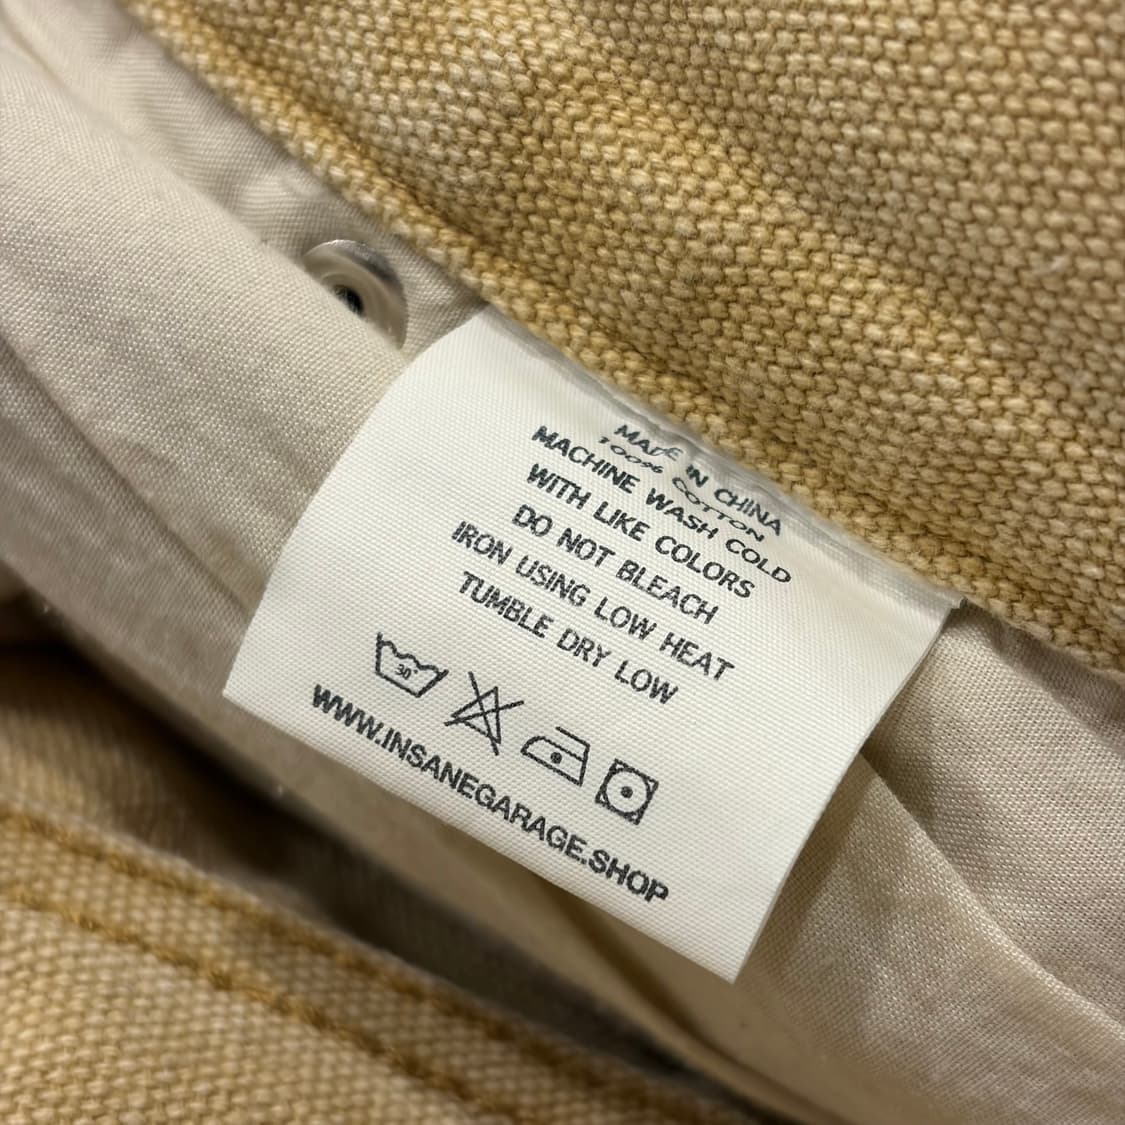 MADE IN CHINA
100% COTTON
MACHINE WASH COLD
WITH LIKE COLORS
DO NOT BLEACH
IRON USING LOW HEAT
TUMBLE DRY LOW
30°
WWW.INSANEGARAGE.SHOP